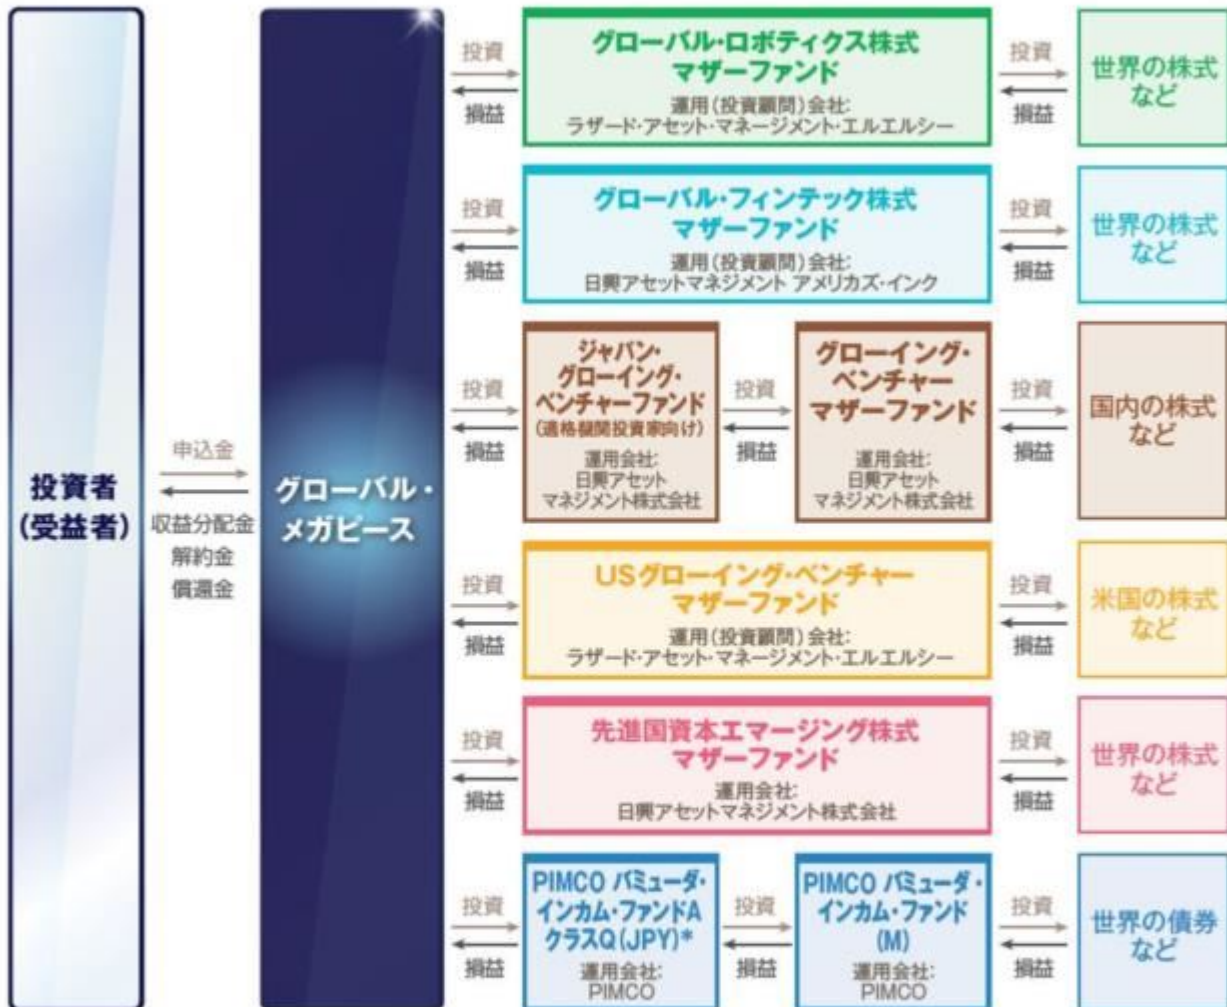 投資者
(受益者)
申込金
収益分配金
解約金
償還金
グローバル・
メガピース
投資
損益
グローバル・ロボティクス株式
マザーファンド
運用(投資顧問)会社:
ラザード・アセット・マネージメント・エルエルシー
投資
損益
世界の株式
など
投資
損益
グローバル・フィンテック株式
マザーファンド
運用(投資顧問)会社:
日興アセットマネジメント アメリカズ・インク
投資
損益
世界の株式
など
投資
損益
ジャパン・
グローイング・
ベンチャーファンド
(適格機関投資家向け)
運用会社:
日興アセット
マネジメント株式会社
投資
損益
グローイング・
ベンチャー
マザーファンド
運用会社:
日興アセット
マネジメント株式会社
投資
損益
国内の株式
など
投資
損益
USグローイング・ベンチャー
マザーファンド
運用(投資顧問)会社:
ラザード・アセット・マネージメント・エルエルシー
投資
損益
米国の株式
など
投資
損益
先進国資本エマージング株式
マザーファンド
運用会社:
日興アセットマネジメント株式会社
投資
損益
世界の株式
など
投資
損益
PIMCO バミューダ・
インカム・ファンドA
クラスQ(JPY)*
運用会社:
PIMCO
投資
損益
PIMCO バミューダ・
インカム・ファンド
(M)
運用会社:
PIMCO
投資
損益
世界の債券
など